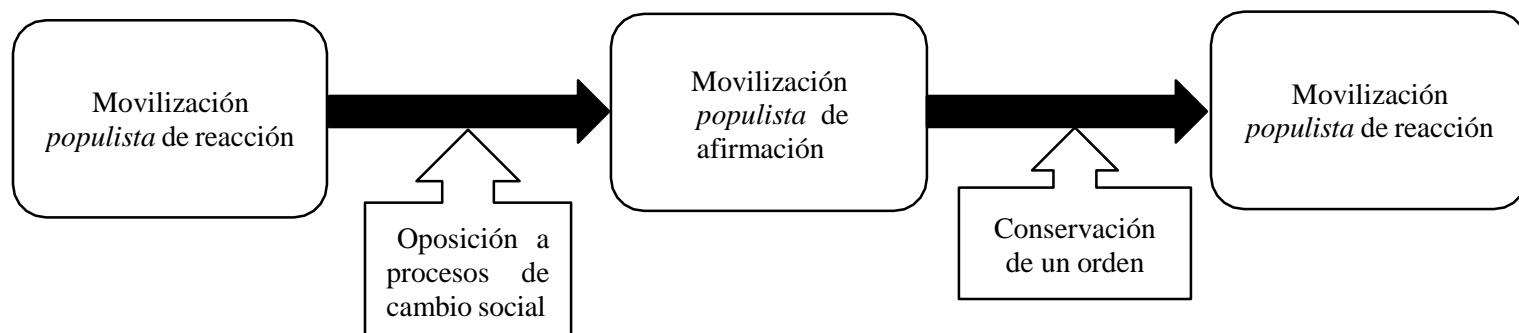 Movilización
populista de reacción
Oposición a
procesos de
cambio social
Movilización
populista de
afirmación
Conservación
de un orden
Movilización
populista de reacción